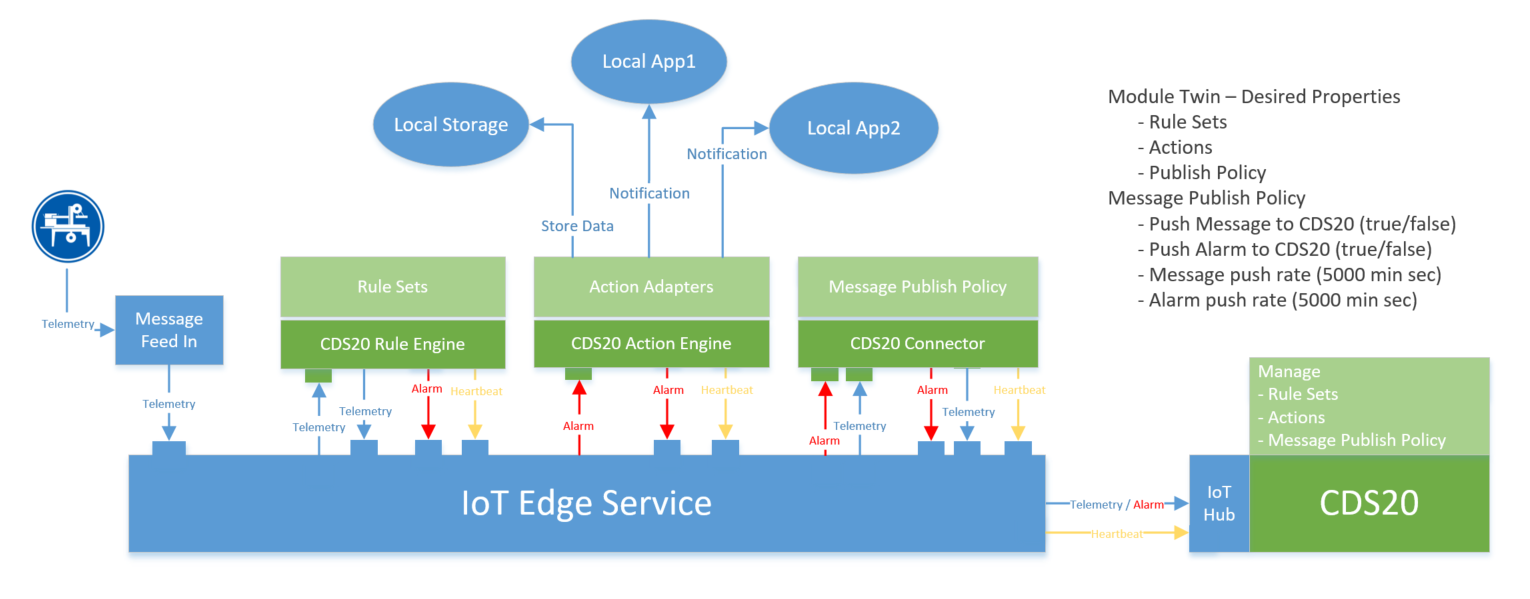 Local App1
Local Storage
Local App2
Notification
Notification
Store Data
Module Twin – Desired Properties
- Rule Sets
- Actions
- Publish Policy
Message Publish Policy
- Push Message to CDS20 (true/false)
- Push Alarm to CDS20 (true/false)
- Message push rate (5000 min sec)
- Alarm push rate (5000 min sec)
Telemetry
Message
Feed In
Telemetry
Rule Sets
CDS20 Rule Engine
Telemetry
Telemetry
Alarm
Heartbeat
Action Adapters
CDS20 Action Engine
Alarm
Alarm
Heartbeat
Message Publish Policy
CDS20 Connector
Alarm
Telemetry
Alarm
Telemetry
Heartbeat
IoT Edge Service
Telemetry / Alarm
Heartbeat
Manage
- Rule Sets
- Actions
- Message Publish Policy
IoT
Hub
CDS20